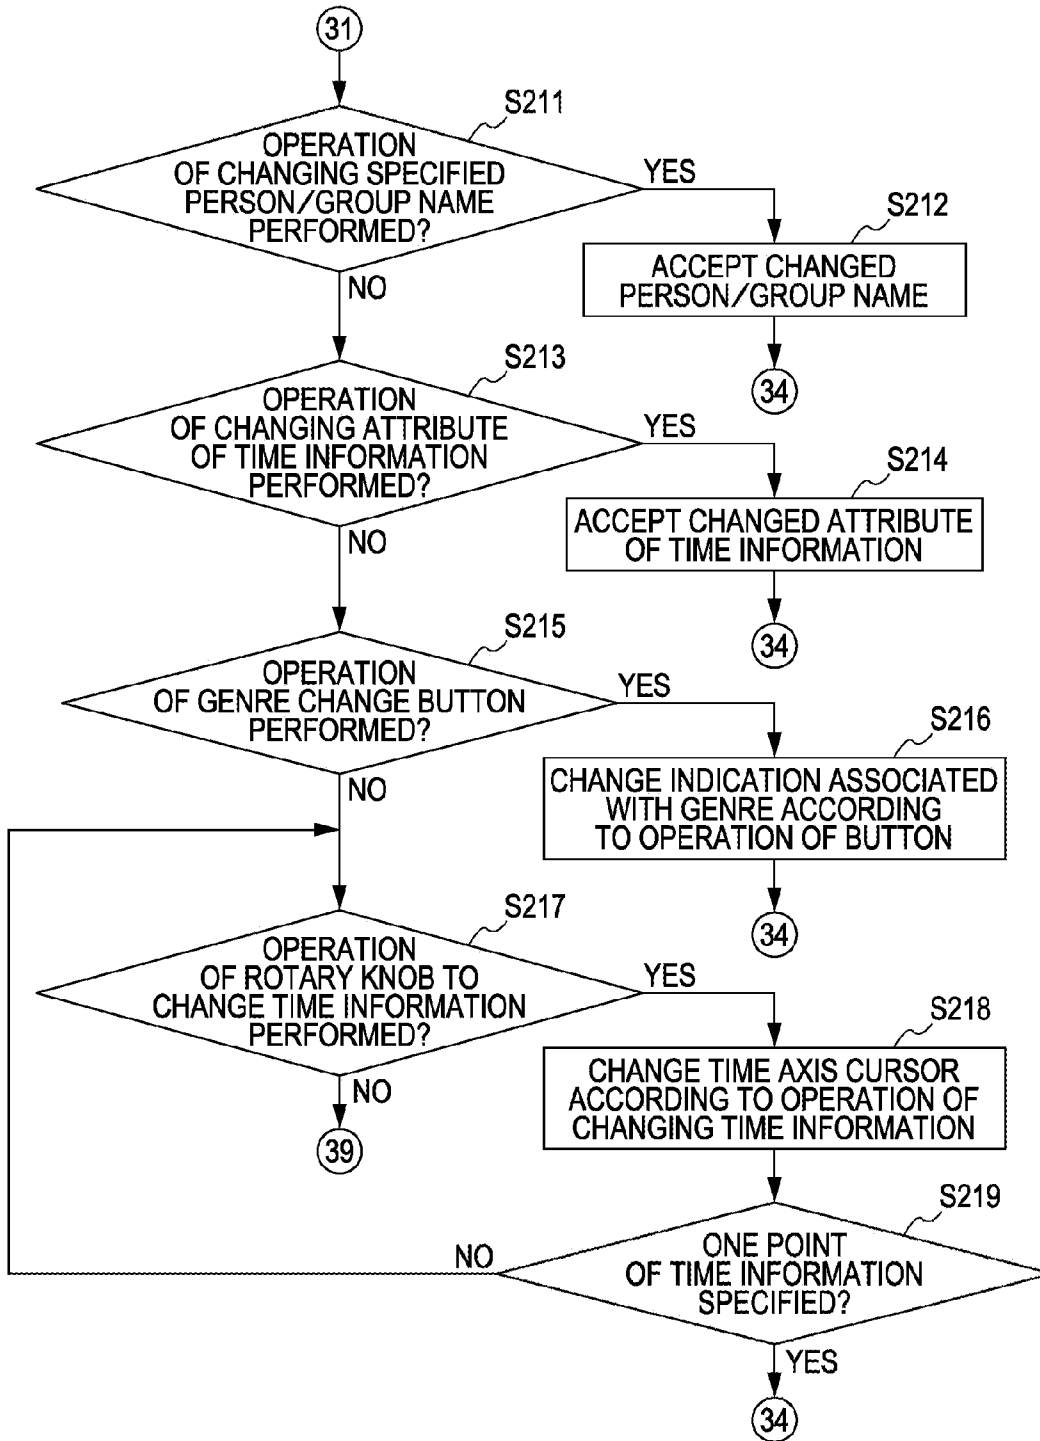 31
S211
OPERATION
OF CHANGING SPECIFIED
PERSON/GROUP NAME
PERFORMED?
YES
NO
S212
ACCEPT CHANGED
PERSON/GROUP NAME
34
S213
OPERATION
OF CHANGING ATTRIBUTE
OF TIME INFORMATION
PERFORMED?
YES
NO
S214
ACCEPT CHANGED ATTRIBUTE
OF TIME INFORMATION
34
S215
OPERATION
OF GENRE CHANGE BUTTON
PERFORMED?
YES
NO
S216
CHANGE INDICATION ASSOCIATED
WITH GENRE ACCORDING
TO OPERATION OF BUTTON
34
S217
OPERATION
OF ROTARY KNOB TO
CHANGE TIME INFORMATION
PERFORMED?
YES
NO
39
S218
CHANGE TIME AXIS CURSOR
ACCORDING TO OPERATION OF
CHANGING TIME INFORMATION
S219
ONE POINT
OF TIME INFORMATION
SPECIFIED?
NO
YES
34